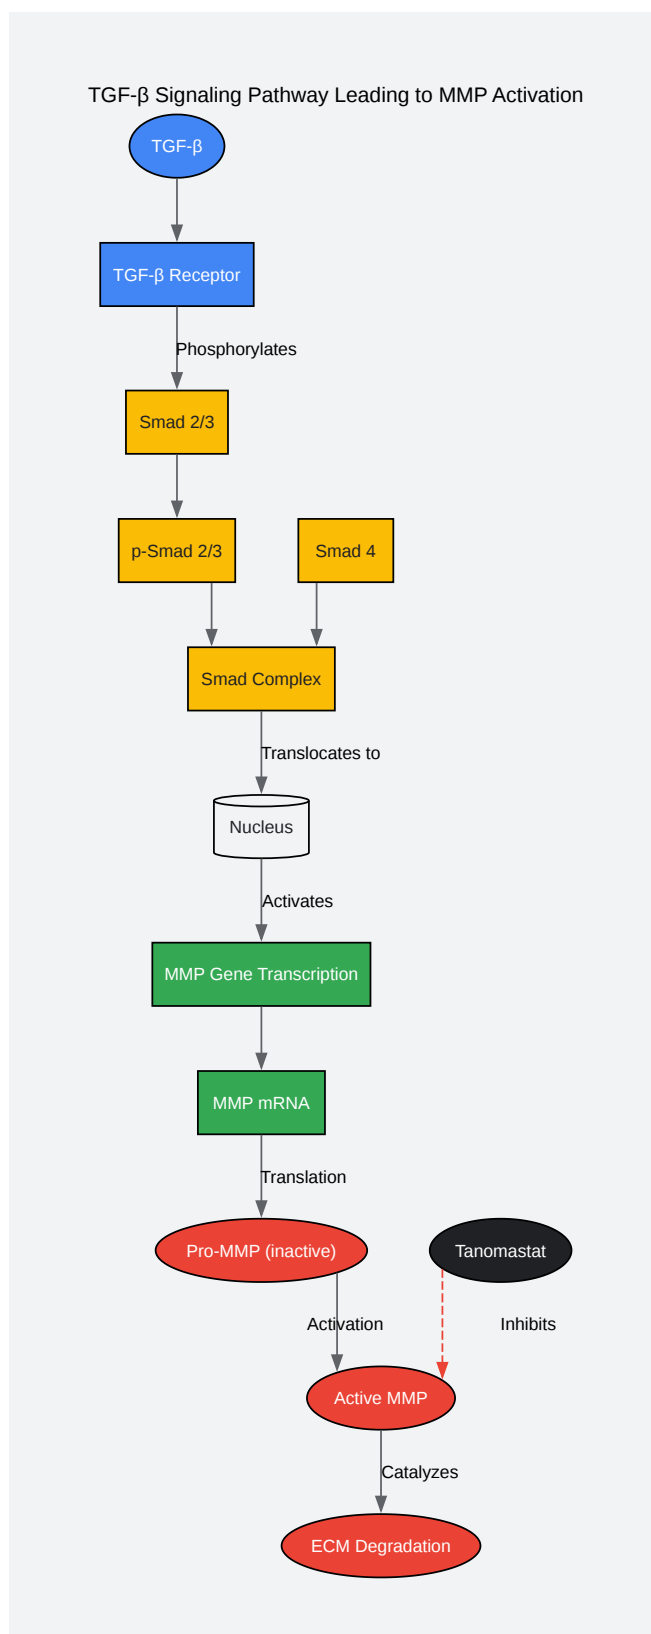 TGF-β Signaling Pathway Leading to MMP Activation
TGF-β
TGF-β Receptor
Phosphorylates
Smad 2/3
p-Smad 2/3
Smad 4
Smad Complex
Translocates to
Nucleus
Activates
MMP Gene Transcription
MMP mRNA
Translation
Pro-MMP (inactive)
Tanomastat
Activation
Inhibits
Active MMP
Catalyzes
ECM Degradation